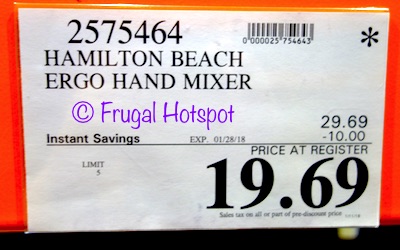 2575464
0000025754643
*
HAMILTON BEACH
ERGO HAND MIXER
© Frugal Hotspot
29.69
Instant Savings EXP. 01/28/18 -10.00
PRICE AT REGISTER
LIMIT
5
19.69
Sales tax on all or part of pre-discount price